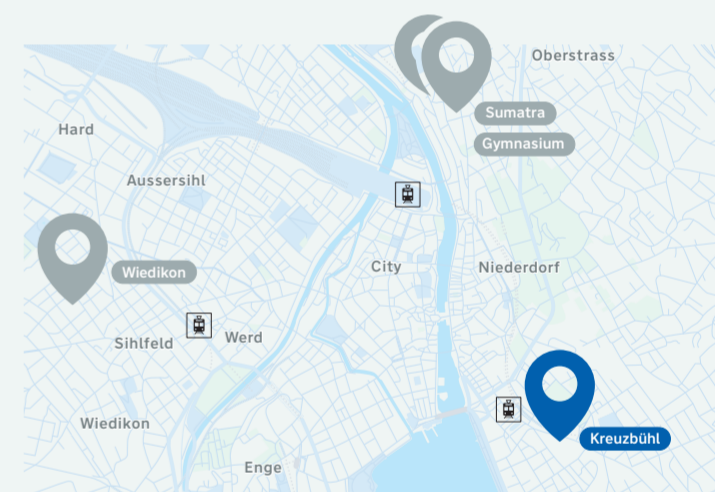 Oberstrass
Sumatra
Gymnasium
Hard
Aussersihl
City
Niederdorf
Wiedikon
Sihlfeld
Werd
Wiedikon
Kreuzbühl
Enge